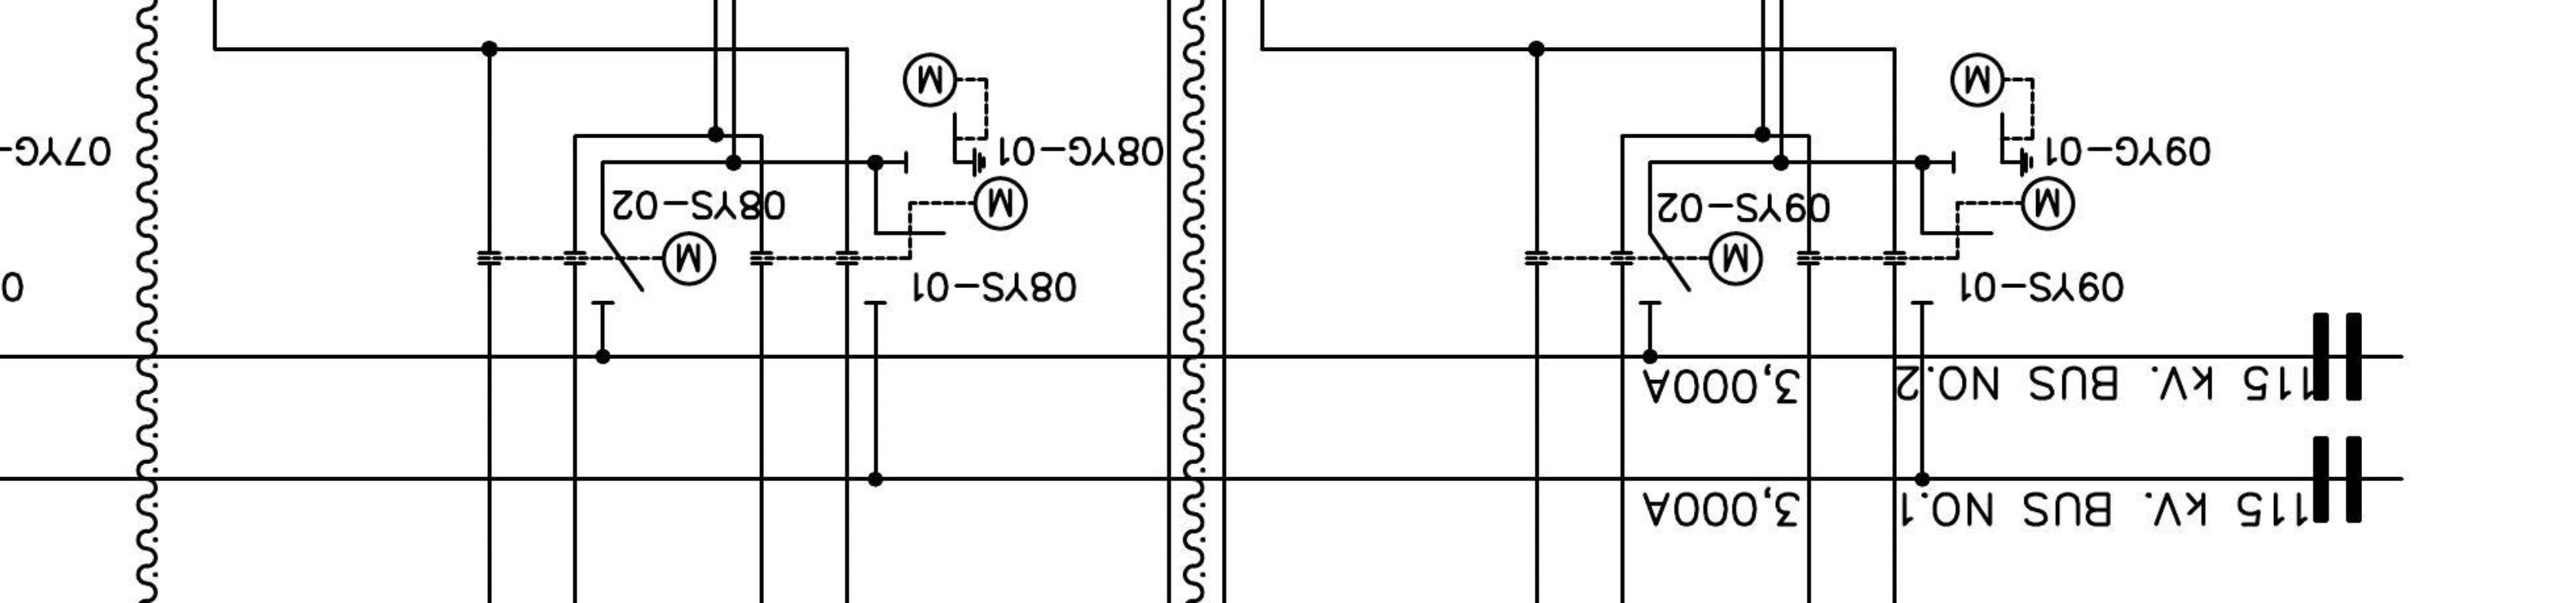 115 kV. BUS NO.1 3,000A
115 kV. BUS NO.2 3,000A
09YS-01
08YS-01
0
M
M
M
09YS-02
M
08YS-02
09YG-01
08YG-01
07YG-
M
M